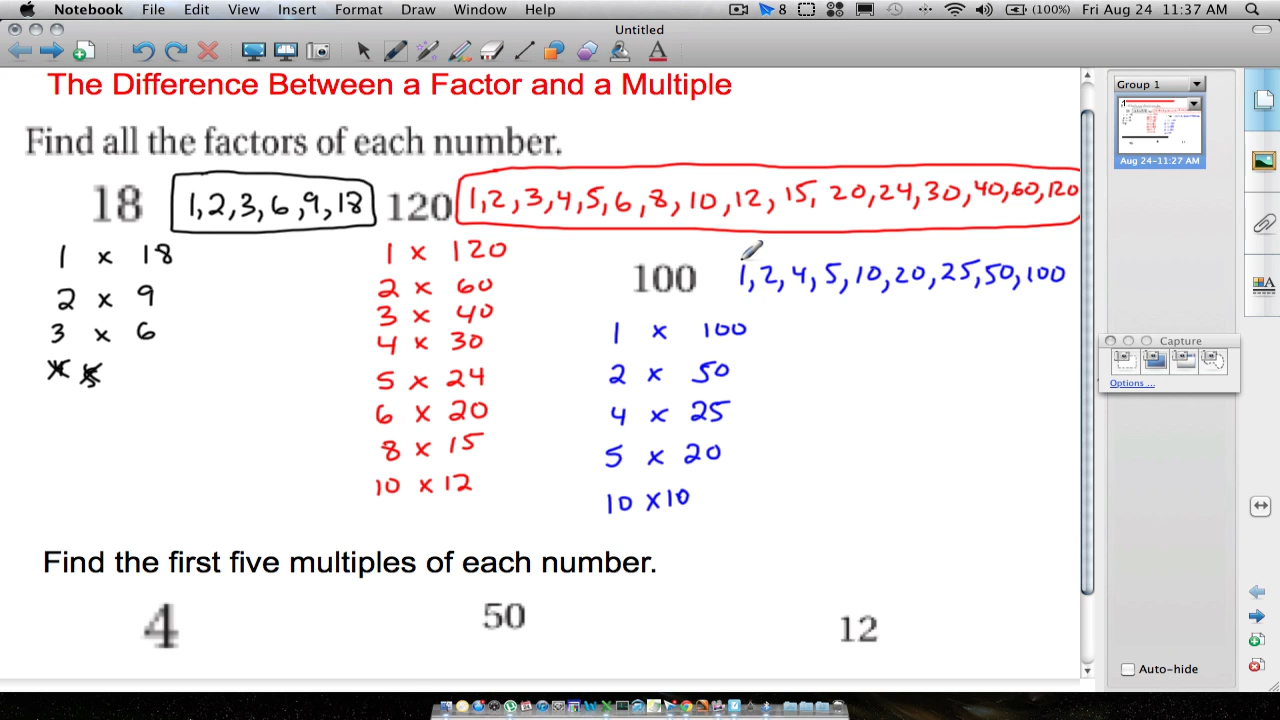 Notebook File Edit View Insert Format Draw Window Help 8 (100%) Fri Aug 24 11:37 AM
Untitled
The Difference Between a Factor and a Multiple
Find all the factors of each number.
18 1, 2, 3, 6, 9, 18
120 1, 2, 3, 4, 5, 6, 8, 10, 12, 15, 20, 24, 30, 40, 60, 120
1 x 18
2 x 9
3 x 6
1 x 120
2 x 60
3 x 40
4 x 30
5 x 24
6 x 20
8 x 15
10 x 12
100 1, 2, 4, 5, 10, 20, 25, 50, 100
1 x 100
2 x 50
4 x 25
5 x 20
10 x 10
Find the first five multiples of each number.
4 50 12
Group 1
Aug 24-11:27 AM
Capture
Options ...
Auto-hide